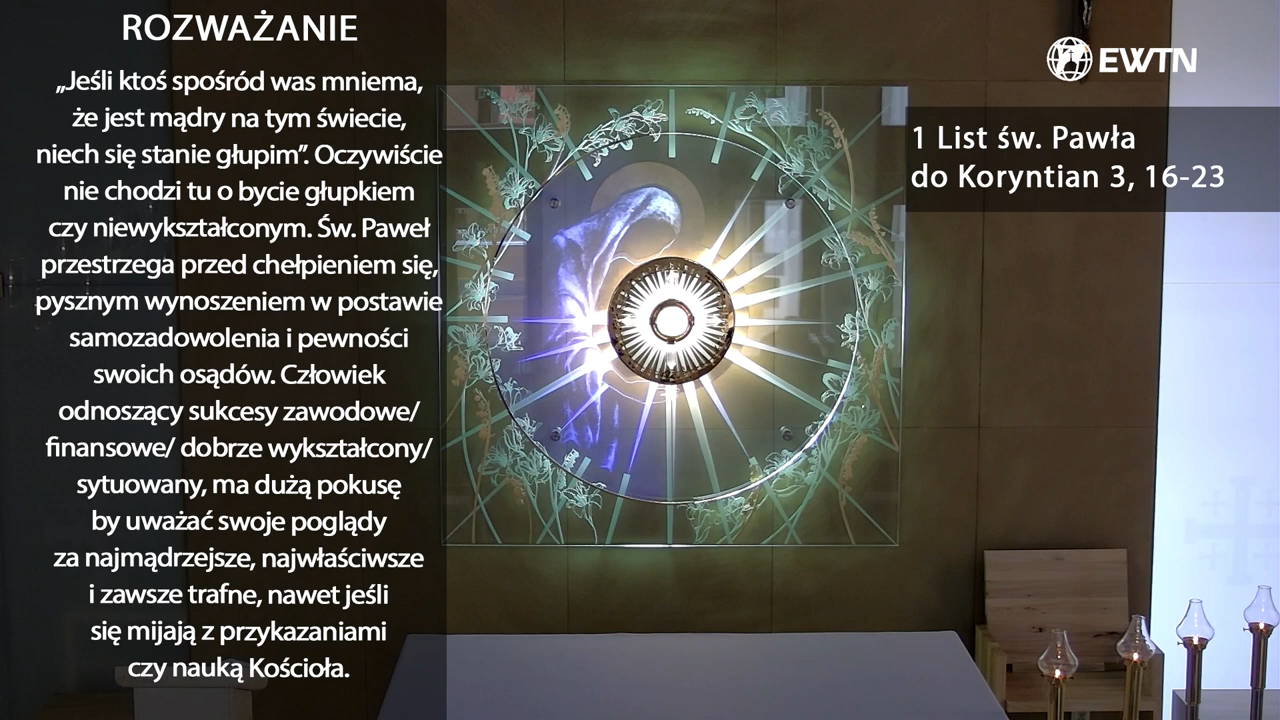 ROZWAŻANIE
„Jeśli ktoś spośród was mniema,
że jest mądry na tym świecie,
niech się stanie głupim”. Oczywiście
nie chodzi tu o bycie głupkiem
czy niewykształconym. Św. Paweł
przestrzega przed chełpieniem się,
pysznym wynoszeniem w postawie
samozadowolenia i pewności
swoich osądów. Człowiek
odnoszący sukcesy zawodowe/
finansowe/ dobrze wykształcony/
sytuowany, ma dużą pokusę
by uważać swoje poglądy
za najmądrzejsze, najwłaściwsze
i zawsze trafne, nawet jeśli
się mijają z przykazaniami
czy nauką Kościoła.
EWTN
1 List św. Pawła
do Koryntian 3, 16-23